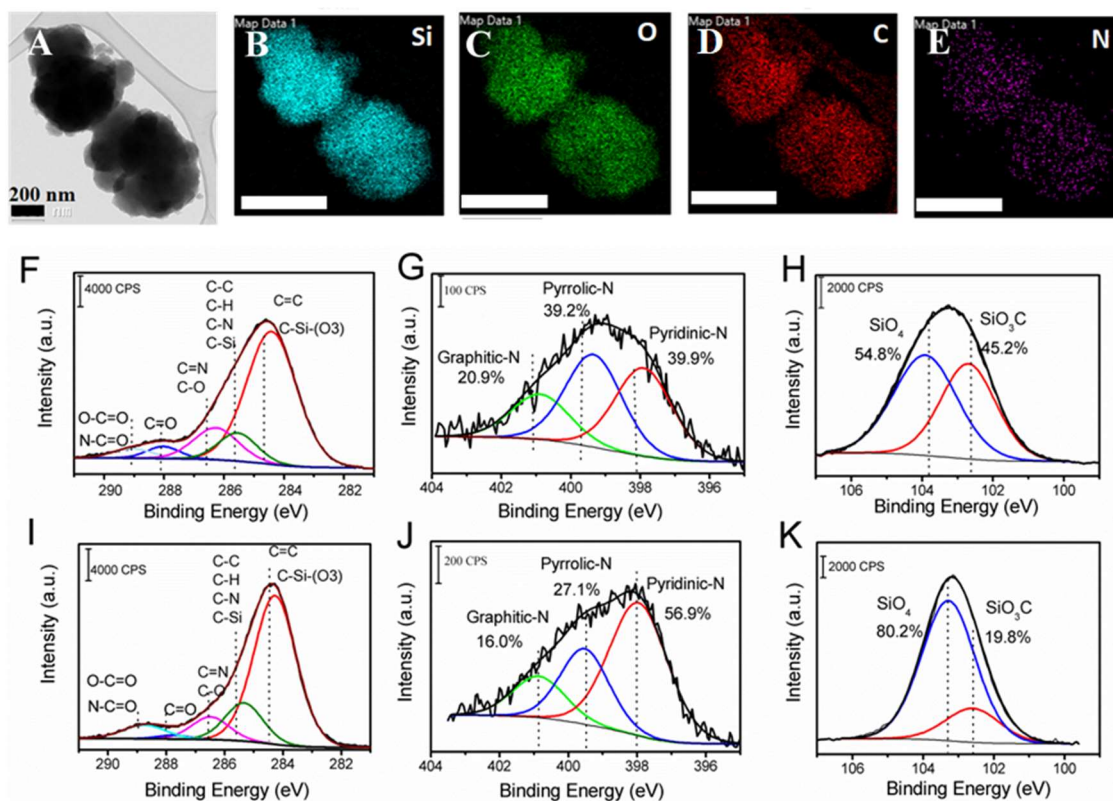 A
200 nm
nm
Map Data 1
B
Si
Map Data 1
C
O
Map Data 1
D
C
Map Data 1
E
N
F
4000 CPS
C-C
C-H
C-N
C-Si
C=C
C-Si-(O3)
C=N
C-O
O-C=O
N-C=O
C=O
Intensity (a.u.)
290 288 286 284 282
Binding Energy (eV)
G
100 CPS
Pyrrolic-N
39.2%
Pyridinic-N
39.9%
Graphitic-N
20.9%
Intensity (a.u.)
404 402 400 398 396
Binding Energy (eV)
H
2000 CPS
SiO4
54.8%
SiO3C
45.2%
Intensity (a.u.)
106 104 102 100
Binding Energy (eV)
I
4000 CPS
C-C
C-H
C-N
C-Si
C=C
C-Si-(O3)
C=N
C-O
O-C=O
N-C=O
C=O
Intensity (a.u.)
290 288 286 284 282
Binding Energy (eV)
J
200 CPS
Pyrrolic-N
27.1%
Pyridinic-N
56.9%
Graphitic-N
16.0%
Intensity (a.u.)
404 402 400 398 396
Binding Energy (eV)
K
2000 CPS
SiO4
80.2%
SiO3C
19.8%
Intensity (a.u.)
106 104 102 100
Binding Energy (eV)